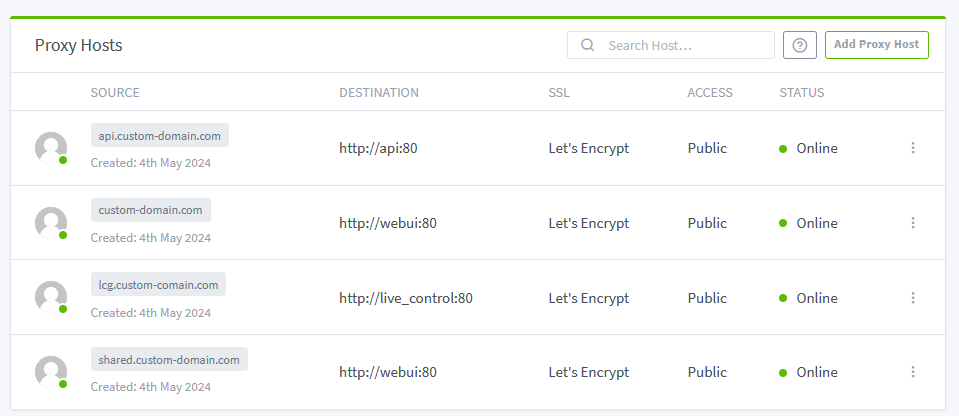 Proxy Hosts
Search Host...
Add Proxy Host
SOURCE DESTINATION SSL ACCESS STATUS
api.custom-domain.com
Created: 4th May 2024
http://api:80 Let's Encrypt Public Online
custom-domain.com
Created: 4th May 2024
http://webui:80 Let's Encrypt Public Online
lcg.custom-comain.com
Created: 4th May 2024
http://live_control:80 Let's Encrypt Public Online
shared.custom-domain.com
Created: 4th May 2024
http://webui:80 Let's Encrypt Public Online